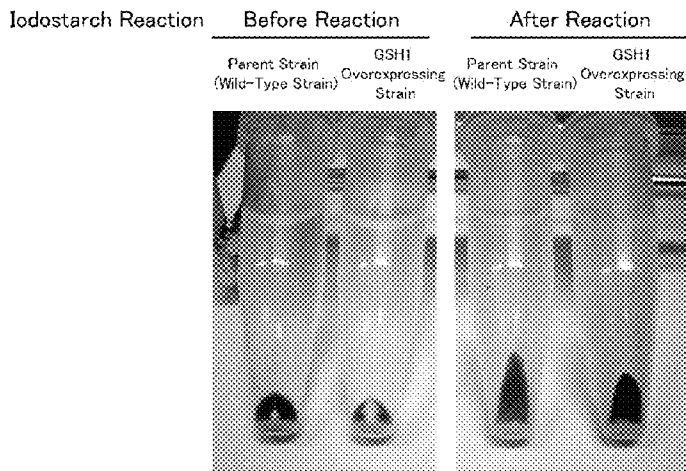 Iodostarch Reaction
Before Reaction
After Reaction
Parent Strain
(Wild-Type Strain)
GSH1
Overexpressing
Strain
Parent Strain
(Wild-Type Strain)
GSH1
Overexpressing
Strain